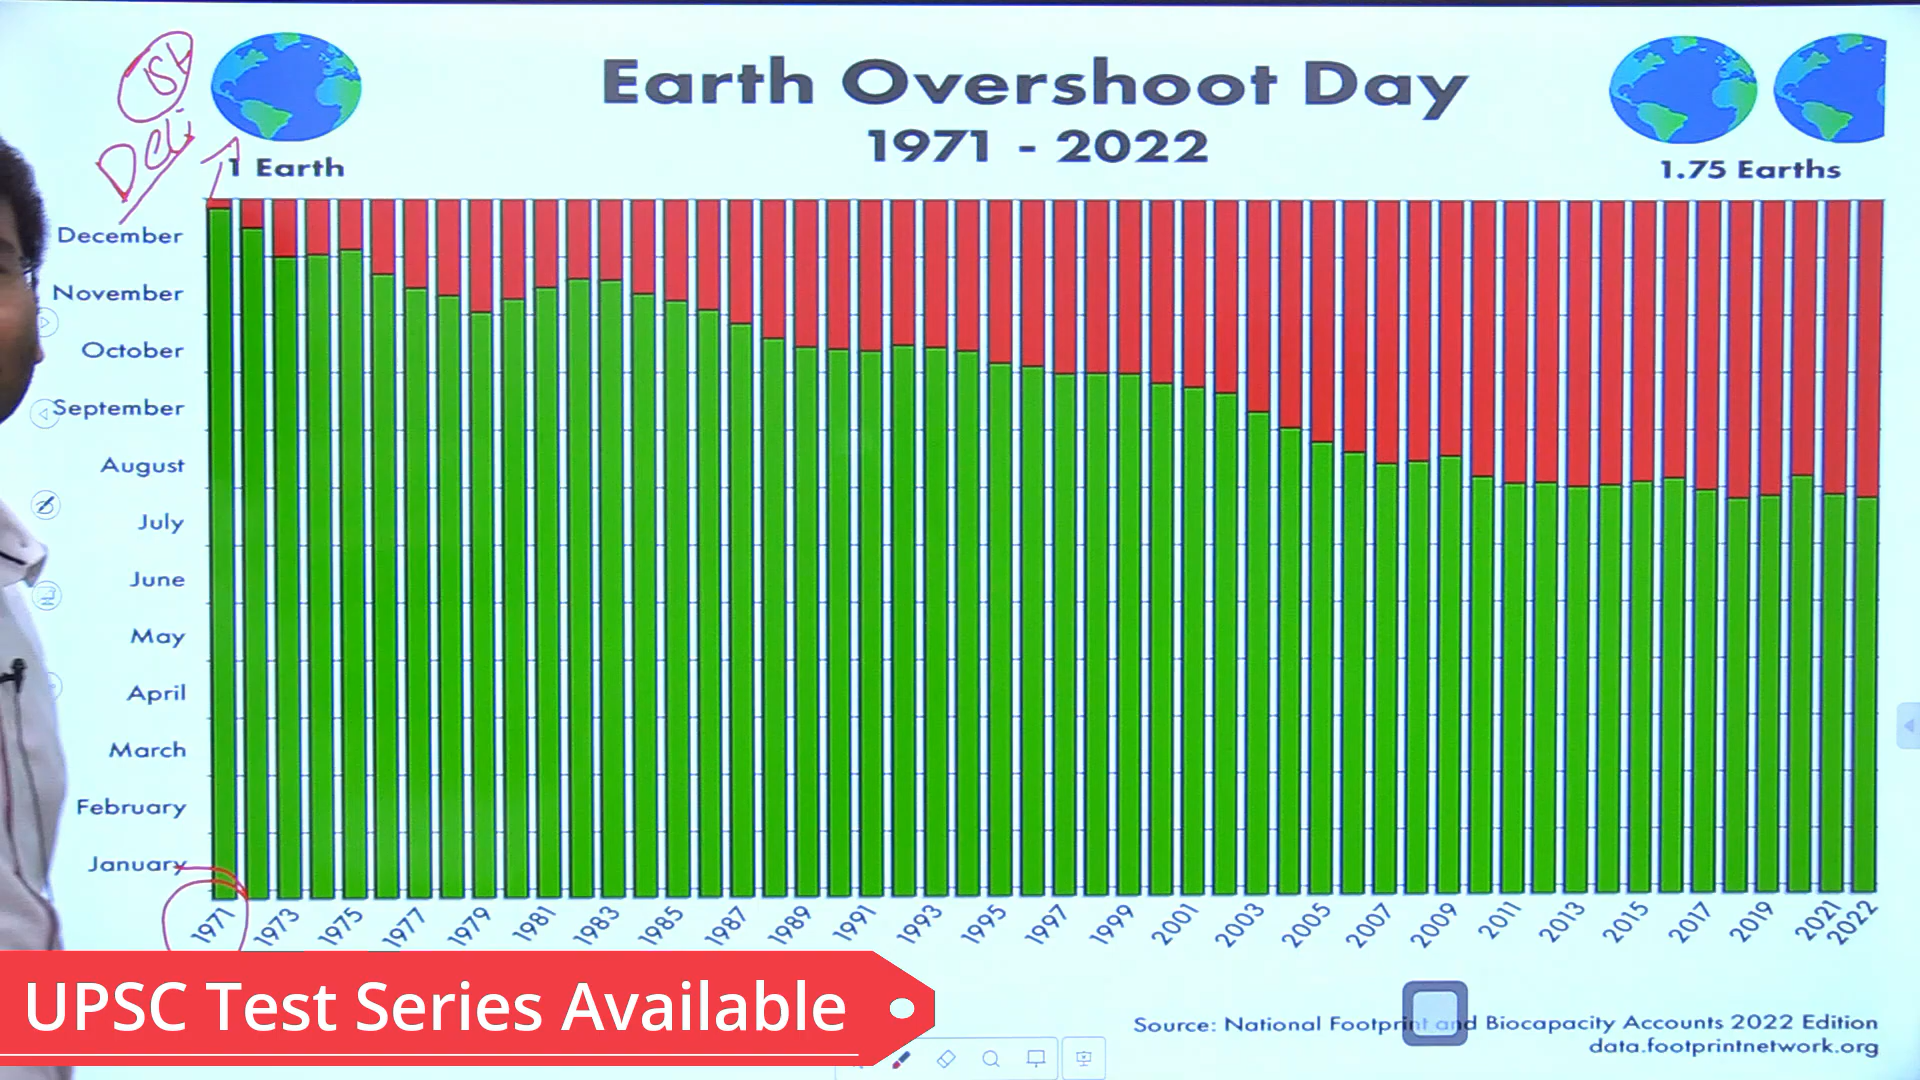 Earth Overshoot Day
1971 - 2022
1 Earth
1.75 Earths
December
November
October
September
August
July
June
May
April
March
February
January
1971
1973
1975
1977
1979
1981
1983
1985
1987
1989
1991
1993
1995
1997
1999
2001
2003
2005
2007
2009
2011
2013
2015
2017
2019
2021
2022
UPSC Test Series Available
Source: National Footprint and Biocapacity Accounts 2022 Edition
data.footprintnetwork.org